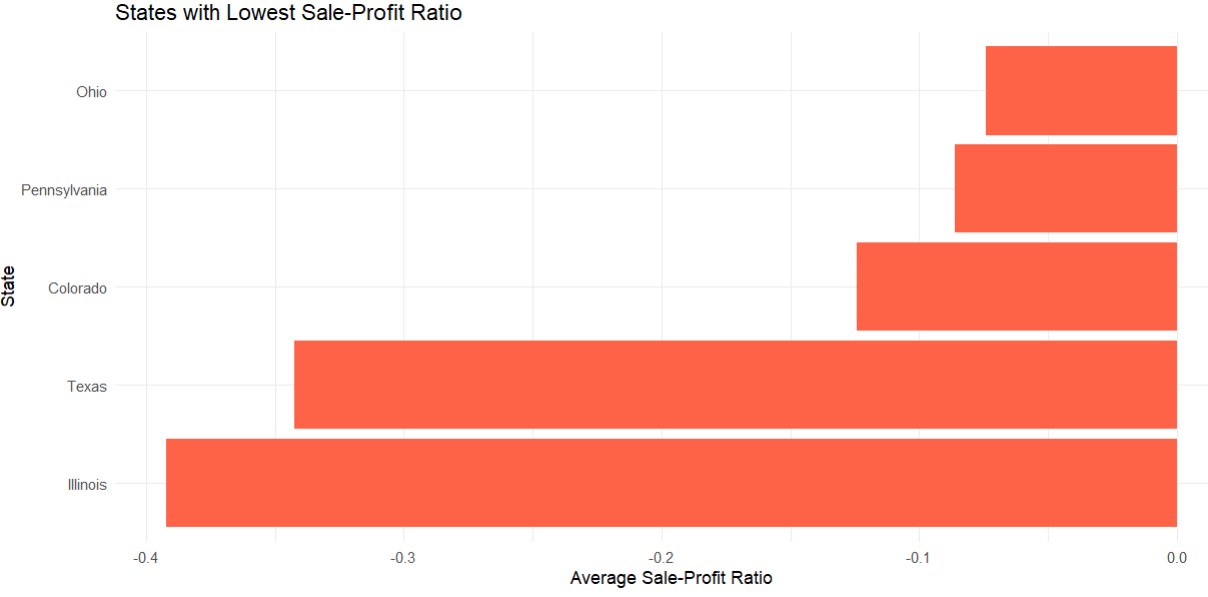 States with Lowest Sale-Profit Ratio
Ohio
Pennsylvania
Colorado
Texas
Illinois
State
-0.4 -0.3 -0.2 -0.1 0.0
Average Sale-Profit Ratio